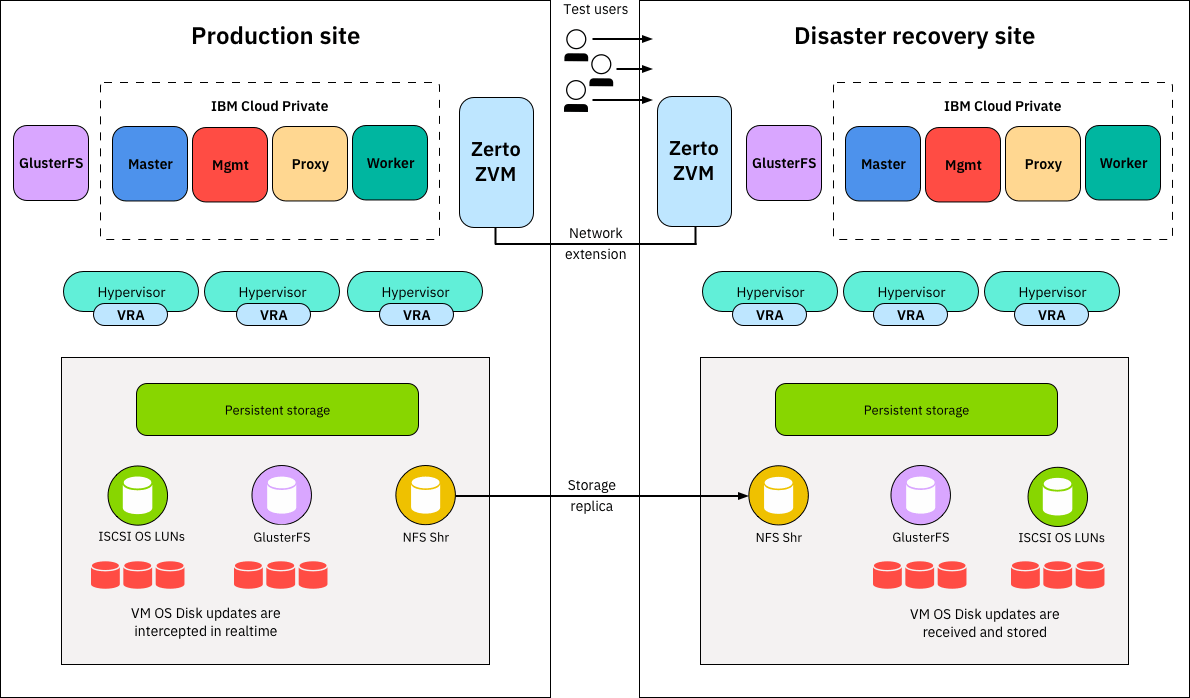 Test users
Production site
Disaster recovery site
IBM Cloud Private
GlusterFS
Master
Mgmt
Proxy
Worker
Zerto
ZVM
Zerto
ZVM
IBM Cloud Private
GlusterFS
Master
Mgmt
Proxy
Worker
Network
extension
Hypervisor
VRA
Hypervisor
VRA
Hypervisor
VRA
Hypervisor
VRA
Hypervisor
VRA
Hypervisor
VRA
Persistent storage
Persistent storage
Storage
replica
ISCSI OS LUNs
GlusterFS
NFS Shr
NFS Shr
GlusterFS
ISCSI OS LUNs
VM OS Disk updates are
intercepted in realtime
VM OS Disk updates are
received and stored